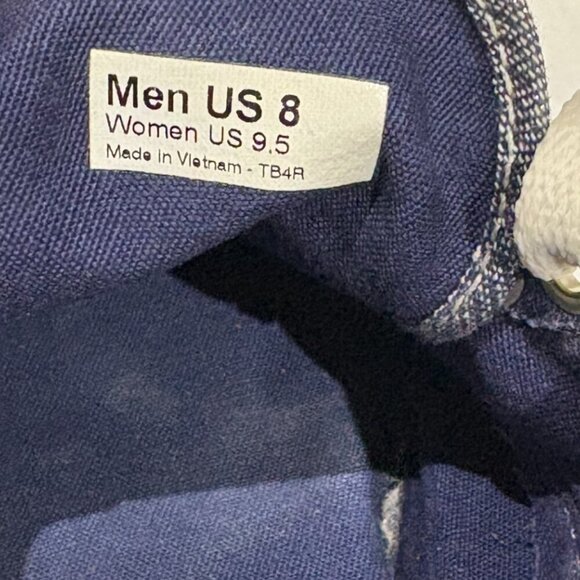 Men US 8
Women US 9.5
Made in Vietnam - TB4R